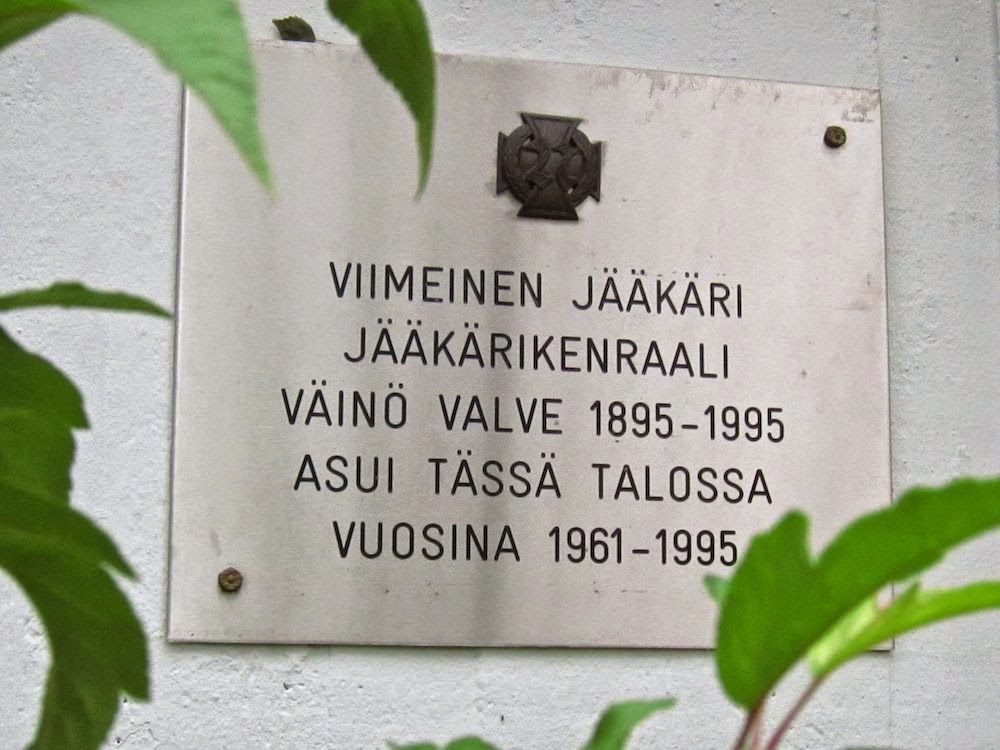 VIIMEINEN JÄÄKÄRI
JÄÄKÄRIKENRAALI
VÄINÖ VALVE 1895-1995
ASUI TÄSSÄ TALOSSA
VUOSINA 1961-1995